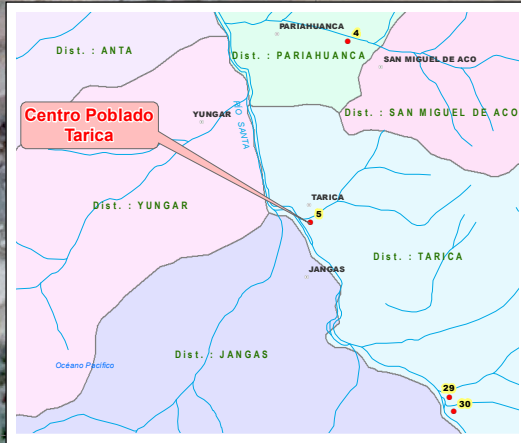 PARIAHUANCA
4
Dist. : ANTA
Dist. : PARIAHUANCA
SAN MIGUEL DE ACO
Centro Poblado
Tarica
YUNGAR
RIO SANTA
Dist. : SAN MIGUEL DE ACO
TARICA
Dist. : YUNGAR
5
Dist. : TARICA
JANGAS
Dist. : JANGAS
Océano Pacífico
29
30